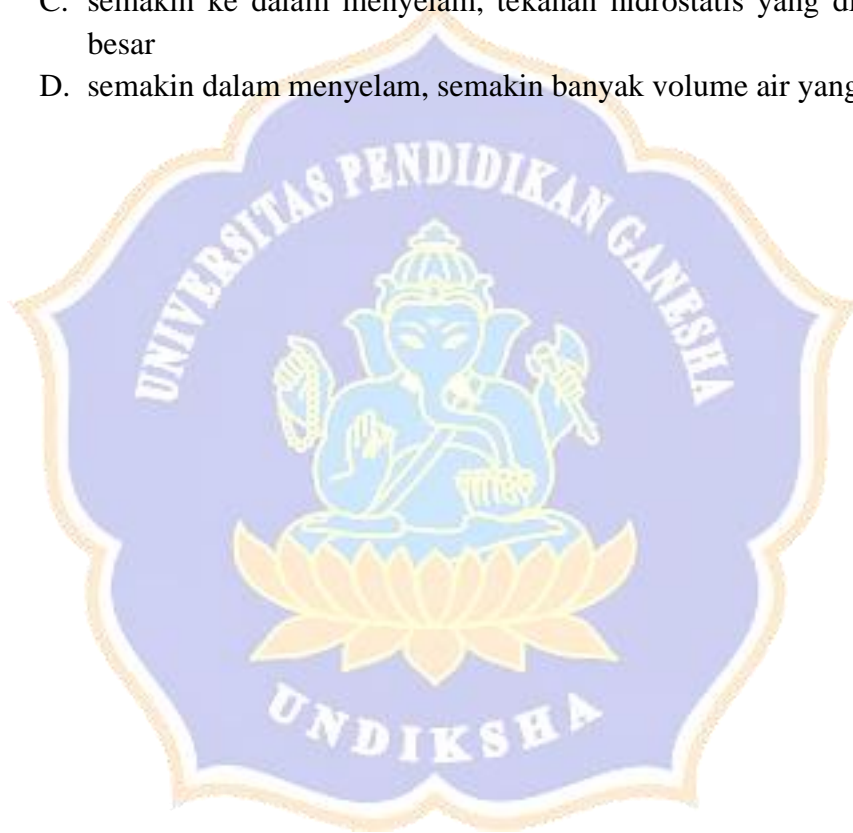 C. semakin ke dalam menyelam, tekanan hidrostatis yang di
besar
D. semakin dalam menyelam, semakin banyak volume air yang
UNIVERSITAS PENDIDIKAN GANESHA
UNDIKSHA